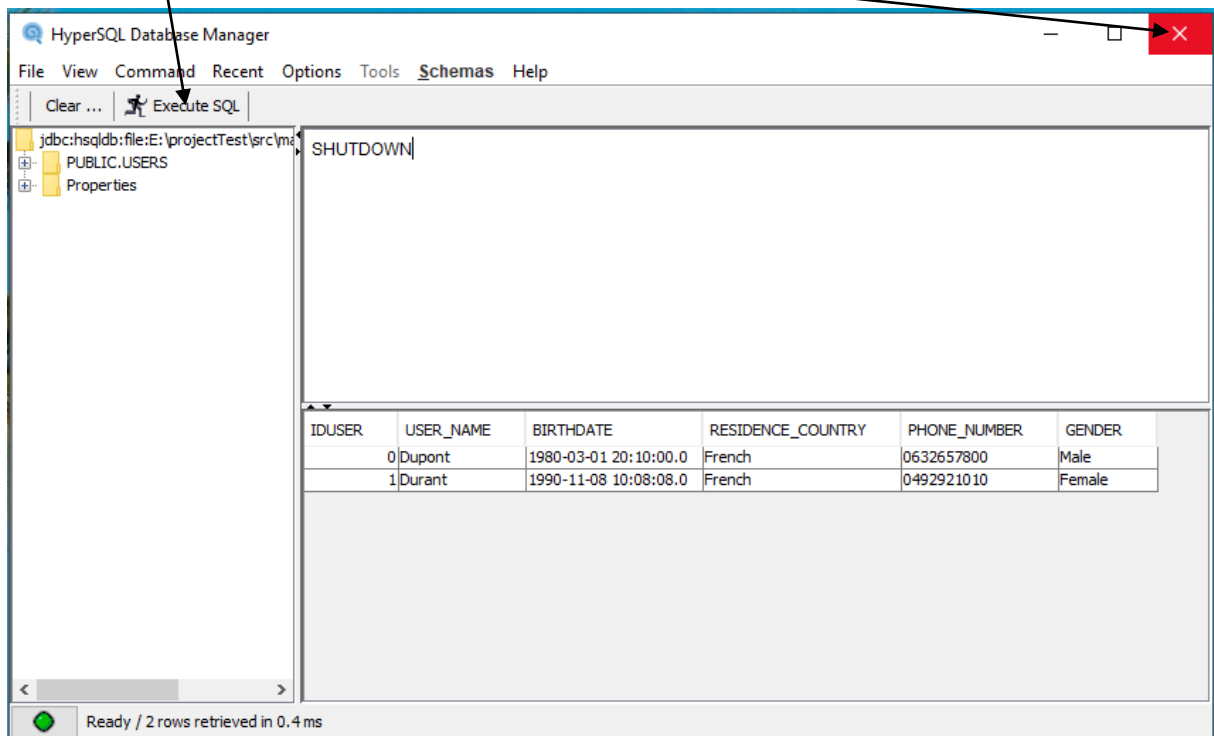 HyperSQL Database Manager
File View Command Recent Options Tools Schemas Help
Clear ... Execute SQL
jdbc:hsqldb:file:E:\projectTest\src\ma
PUBLIC.USERS
Properties
SHUTDOWN
IDUSER USER_NAME BIRTHDATE RESIDENCE_COUNTRY PHONE_NUMBER GENDER
0 Dupont 1980-03-01 20:10:00.0 French 0632657800 Male
1 Durant 1990-11-08 10:08:08.0 French 0492921010 Female
Ready / 2 rows retrieved in 0.4 ms